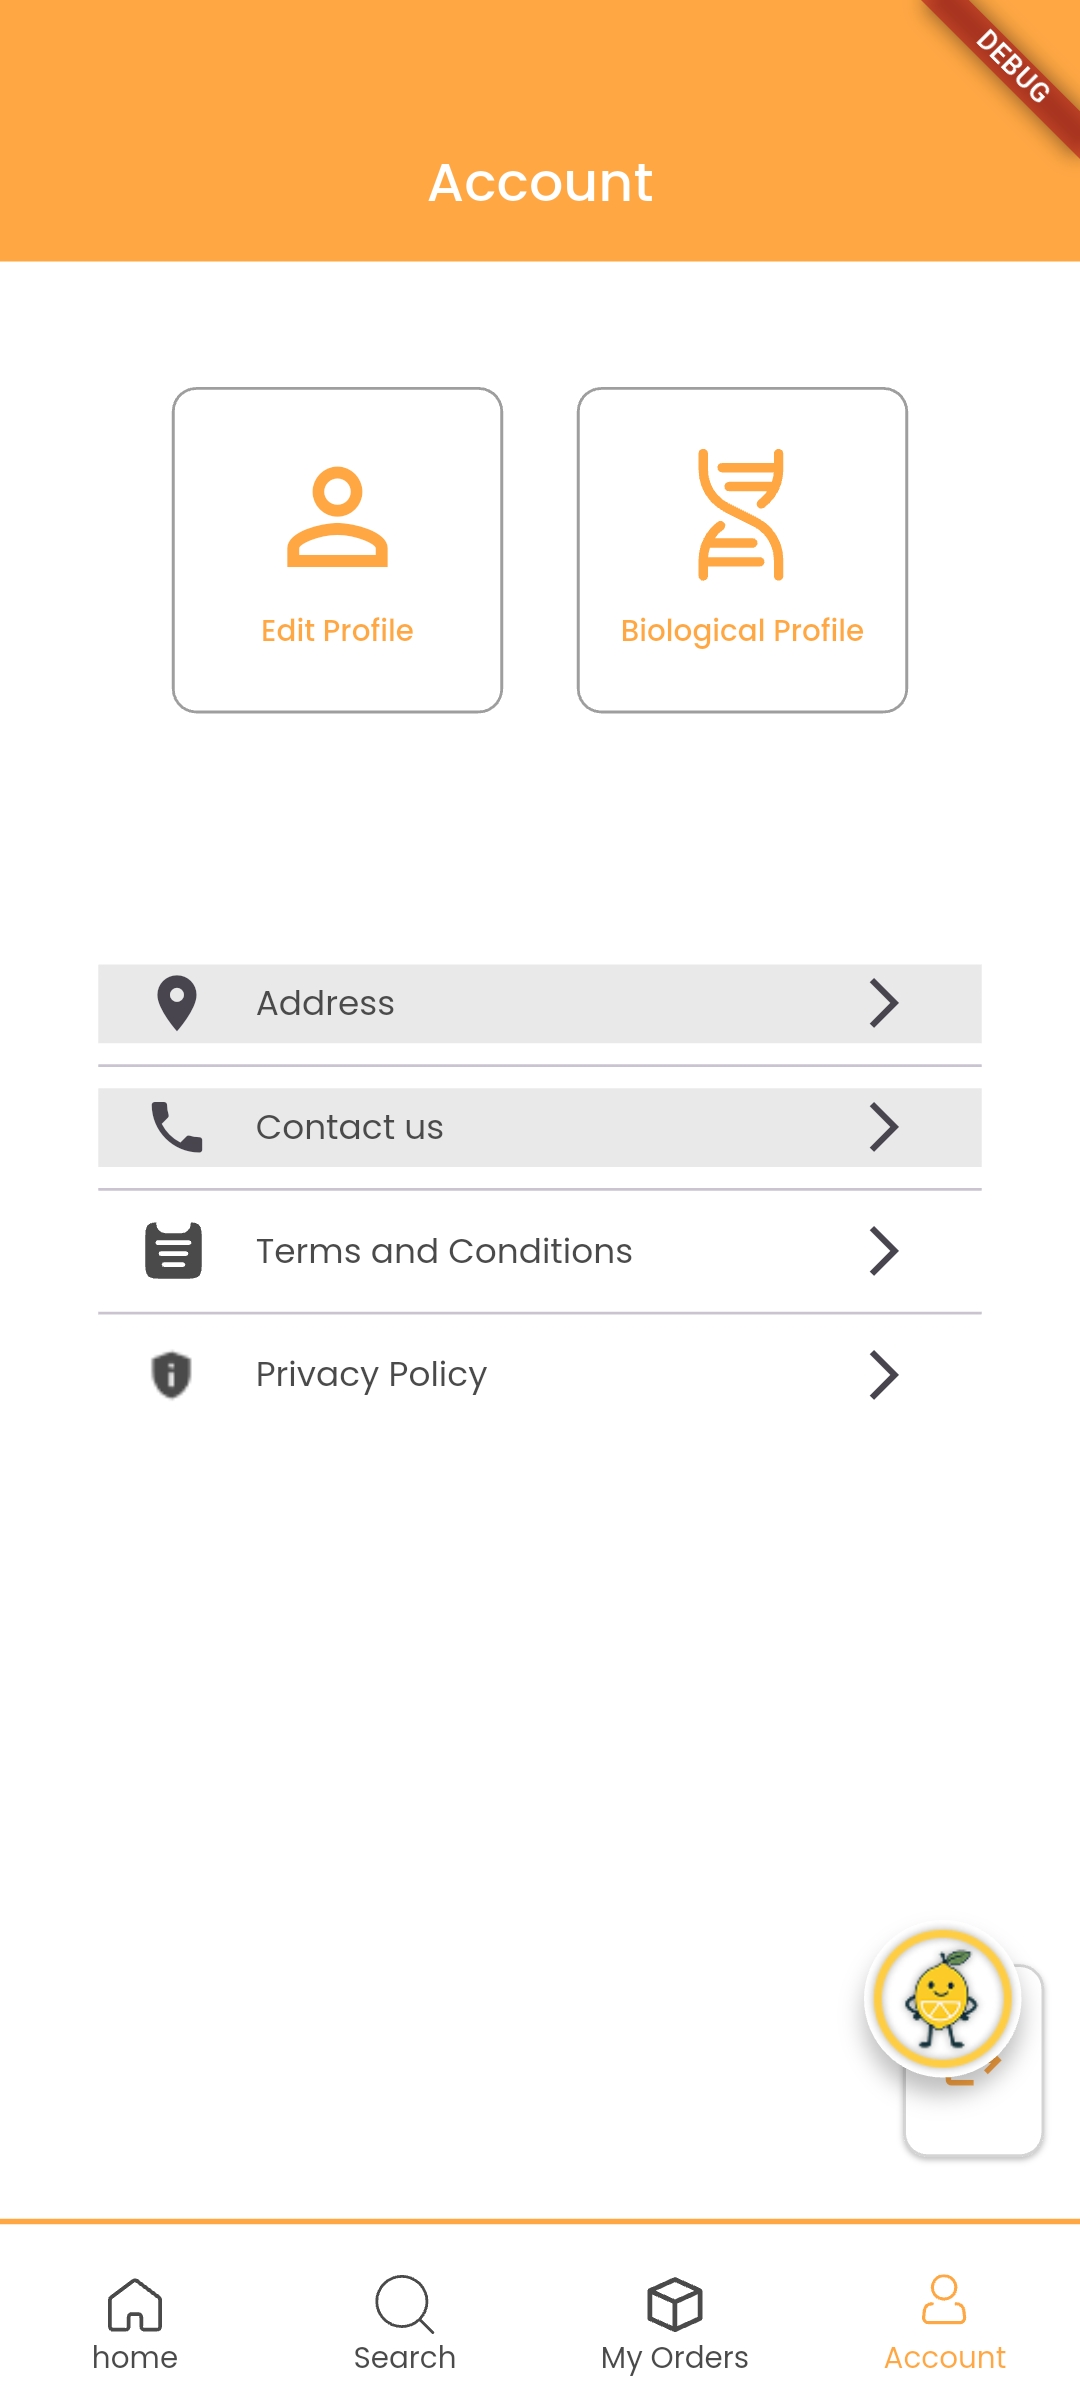 DEBUG
Account
Edit Profile
Biological Profile
Address
Contact us
Terms and Conditions
Privacy Policy
home
Search
My Orders
Account